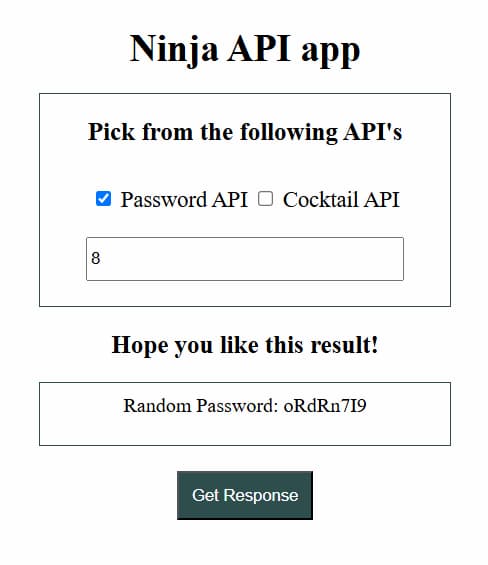 Ninja API app
Pick from the following API's
Password API Cocktail API
8
Hope you like this result!
Random Password: oRdRn7I9
Get Response